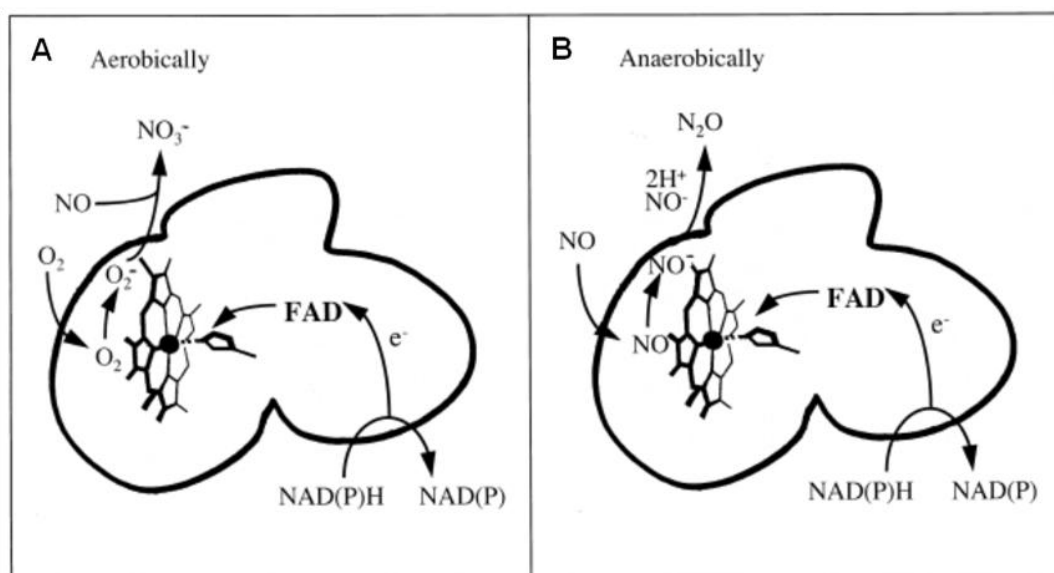 A Aerobically
NO₃⁻
NO
O₂
O₂⁻
O₂
FAD
e⁻
NAD(P)H NAD(P)
B Anaerobically
N₂O
2H⁺
NO⁻
NO
NO⁻
NO
FAD
e⁻
NAD(P)H NAD(P)